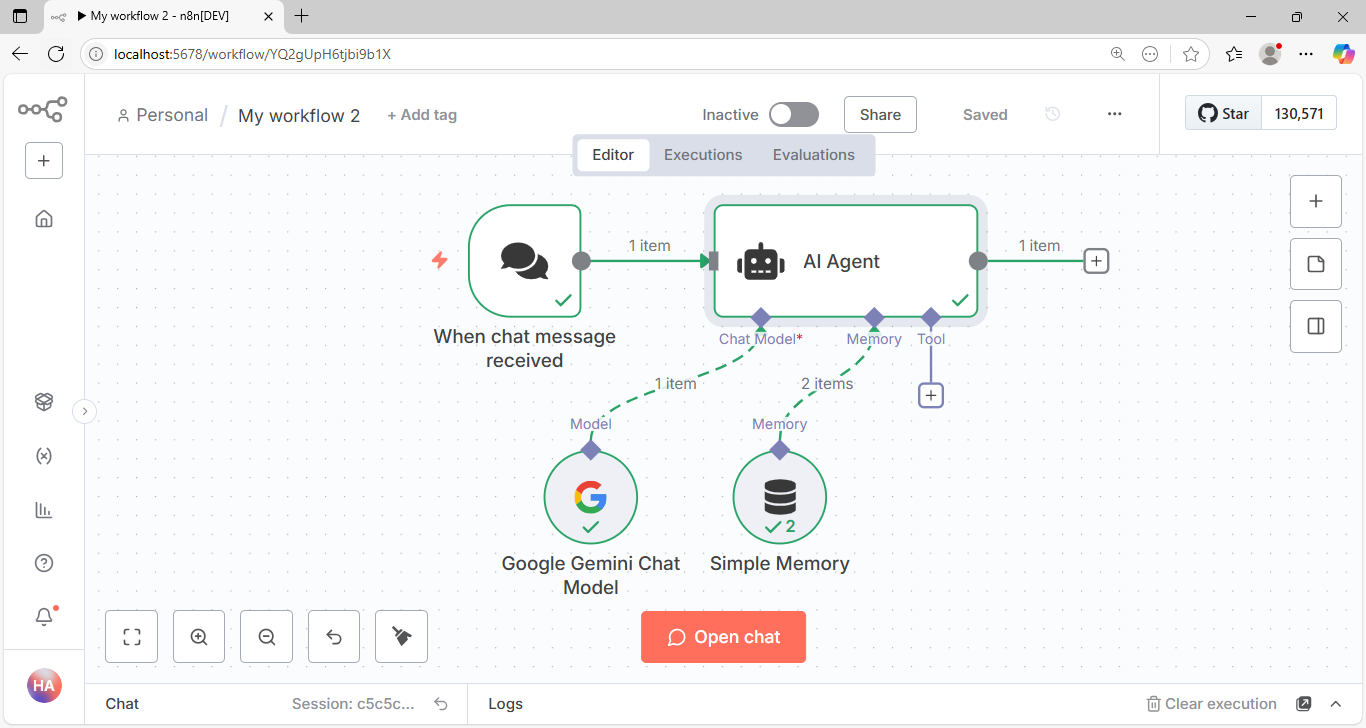 My workflow 2 - n8n[DEV]
localhost:5678/workflow/YQ2gUpH6tjbi9b1X
Personal / My workflow 2 + Add tag
Inactive Share Saved ... Star 130,571
Editor Executions Evaluations
1 item 1 item
AI Agent
When chat message
received
Chat Model* Memory Tool
1 item 2 items
Model Memory
2
Google Gemini Chat
Model
Simple Memory
Open chat
HA
Chat Session: c5c5c... Logs Clear execution